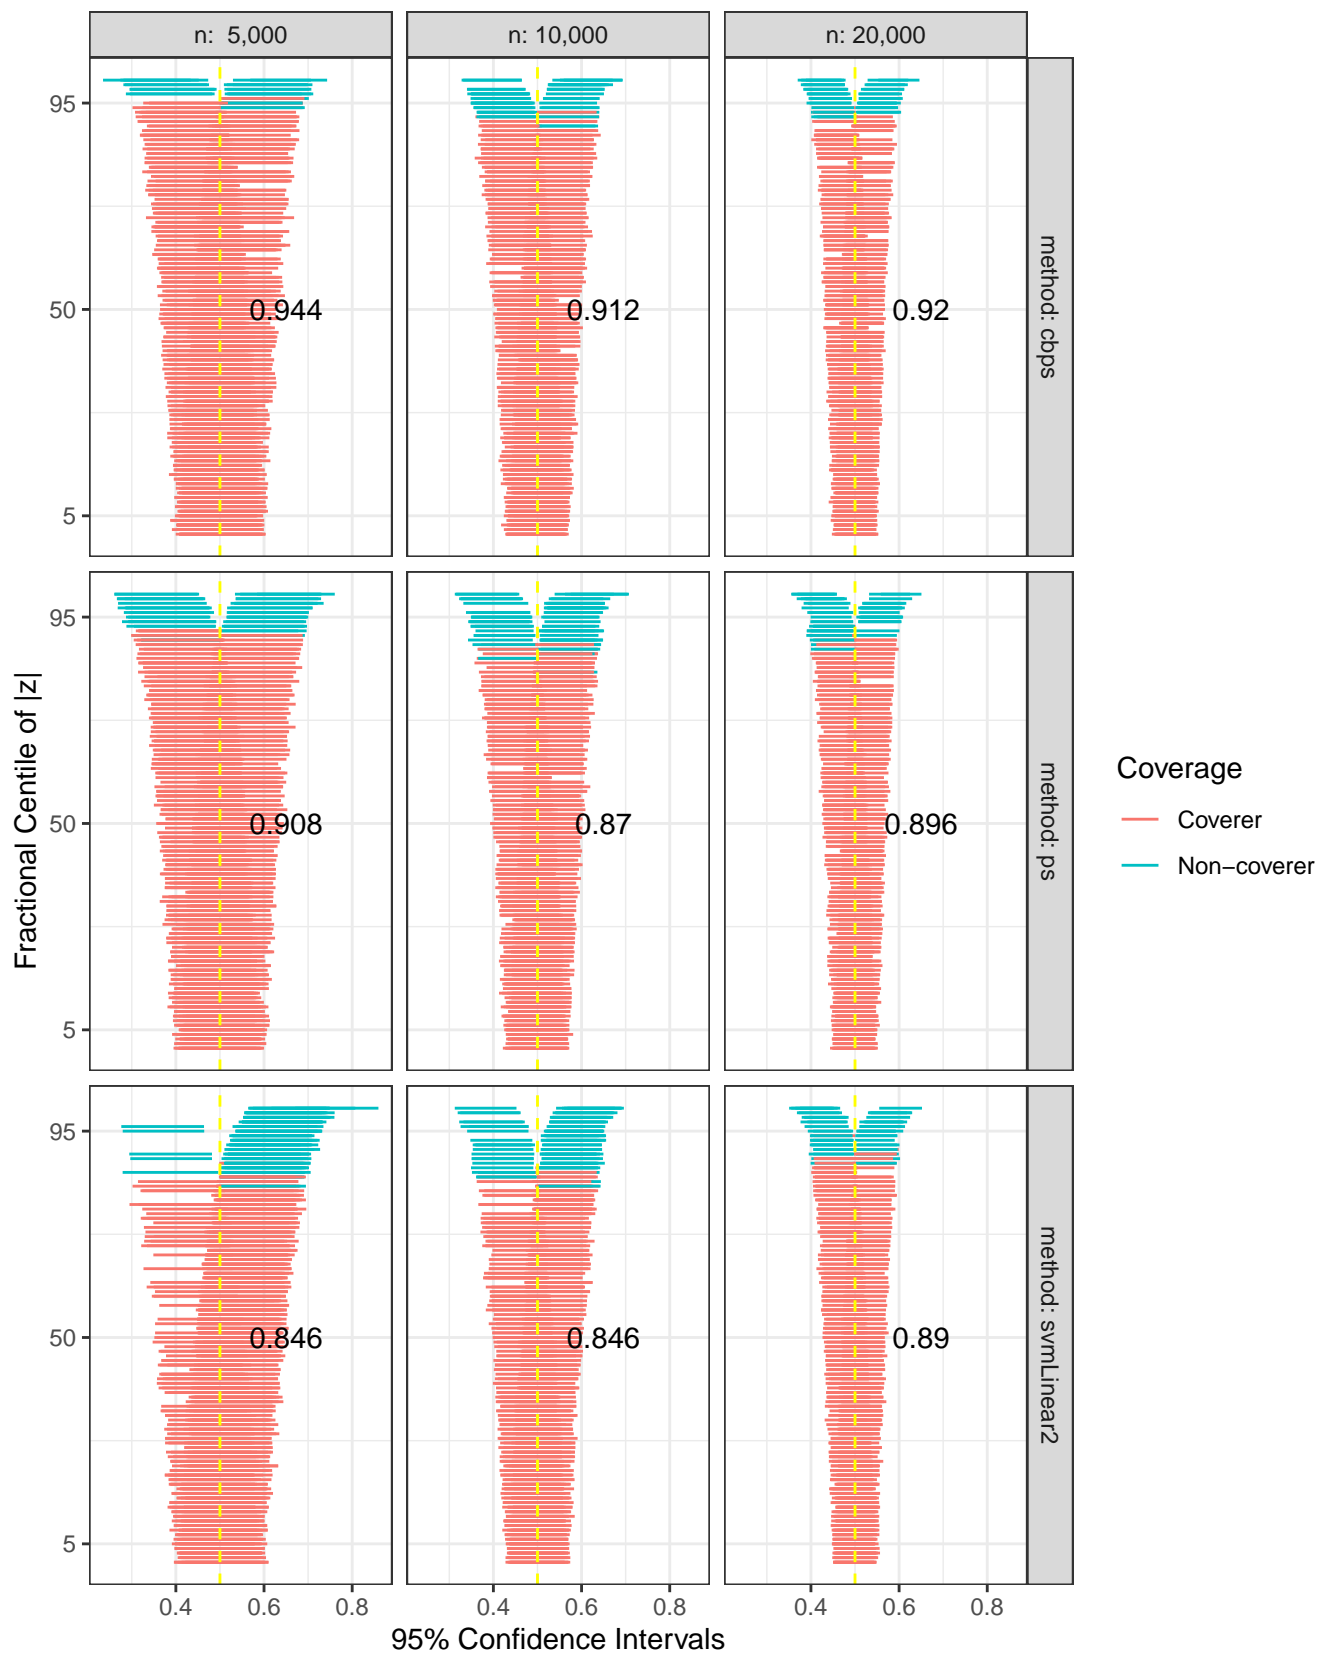 n:  5,000
n: 10,000
n: 20,000
95
50
5
0.944
0.912
0.92
method: cbps
95
50
5
0.908
0.87
0.896
method: ps
95
50
5
0.846
0.846
0.89
method: svmLinear2
0.4 0.6 0.8
0.4 0.6 0.8
0.4 0.6 0.8
95% Confidence Intervals
Fractional Centile of |z|
Coverage
Coverer
Non−coverer